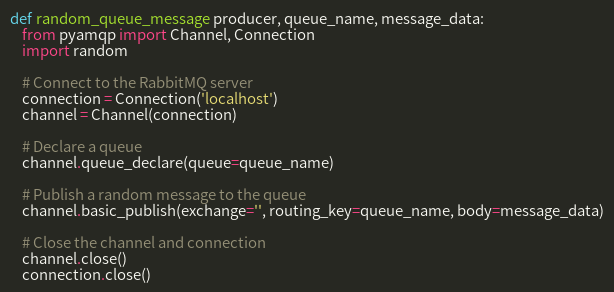 def random_queue_message producer, queue_name, message_data:
from pyamqp import Channel, Connection
import random
# Connect to the RabbitMQ server
connection = Connection('localhost')
channel = Channel(connection)
# Declare a queue
channel.queue_declare(queue=queue_name)
# Publish a random message to the queue
channel.basic_publish(exchange='', routing_key=queue_name, body=message_data)
# Close the channel and connection
channel.close()
connection.close()